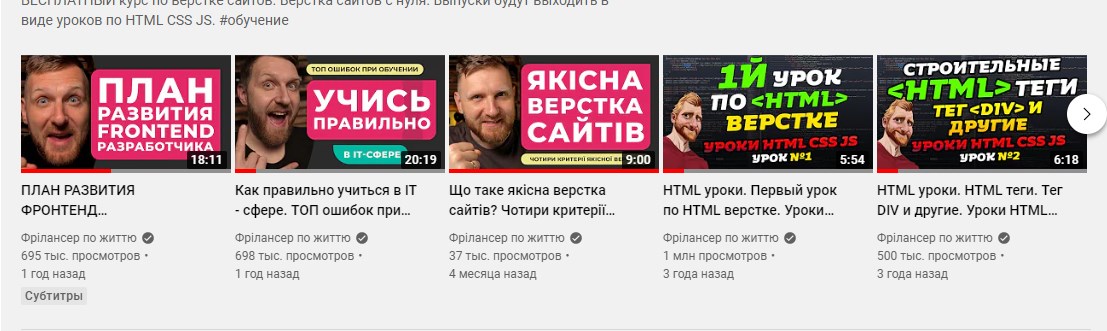 БЕСПЛАТНЫЙ курс по верстке сайтов. Верстка сайтов с нуля. Выпуски будут выходить в
виде уроков по HTML CSS JS. #обучение
ПЛАН
РАЗВИТИЯ
FRONTEND
РАЗРАБОТЧИКА
18:11
ПЛАН РАЗВИТИЯ
ФРОНТЕНД...
Фрілансер по життю
695 тыс. просмотров •
1 год назад
Субтитры
ТОП ОШИБОК ПРИ ОБУЧЕНИИ
УЧИСЬ
ПРАВИЛЬНО
В IT-СФЕРЕ
20:19
Как правильно учиться в IT
- сфере. ТОП ошибок при...
Фрілансер по життю
698 тыс. просмотров •
1 год назад
ЯКІСНА
ВЕРСТКА
САЙТІВ
ЧОТИРИ КРИТЕРІЇ ЯКІСНОЇ
9:00
Що таке якісна верстка
сайтів? Чотири критерії...
Фрілансер по життю
37 тыс. просмотров •
4 месяца назад
1Й УРОК
ПО <HTML>
ВЕРСТКЕ
УРОКИ HTML CSS JS
УРОК №1
5:54
HTML уроки. Первый урок
по HTML верстке. Уроки...
Фрілансер по життю
1 млн просмотров •
3 года назад
СТРОИТЕЛЬНЫЕ
<HTML> ТЕГИ
ТЕГ <DIV> И
ДРУГИЕ
УРОКИ HTML CSS JS
УРОК №2
6:18
HTML уроки. HTML теги. Тег
DIV и другие. Уроки HTML...
Фрілансер по життю
500 тыс. просмотров •
3 года назад